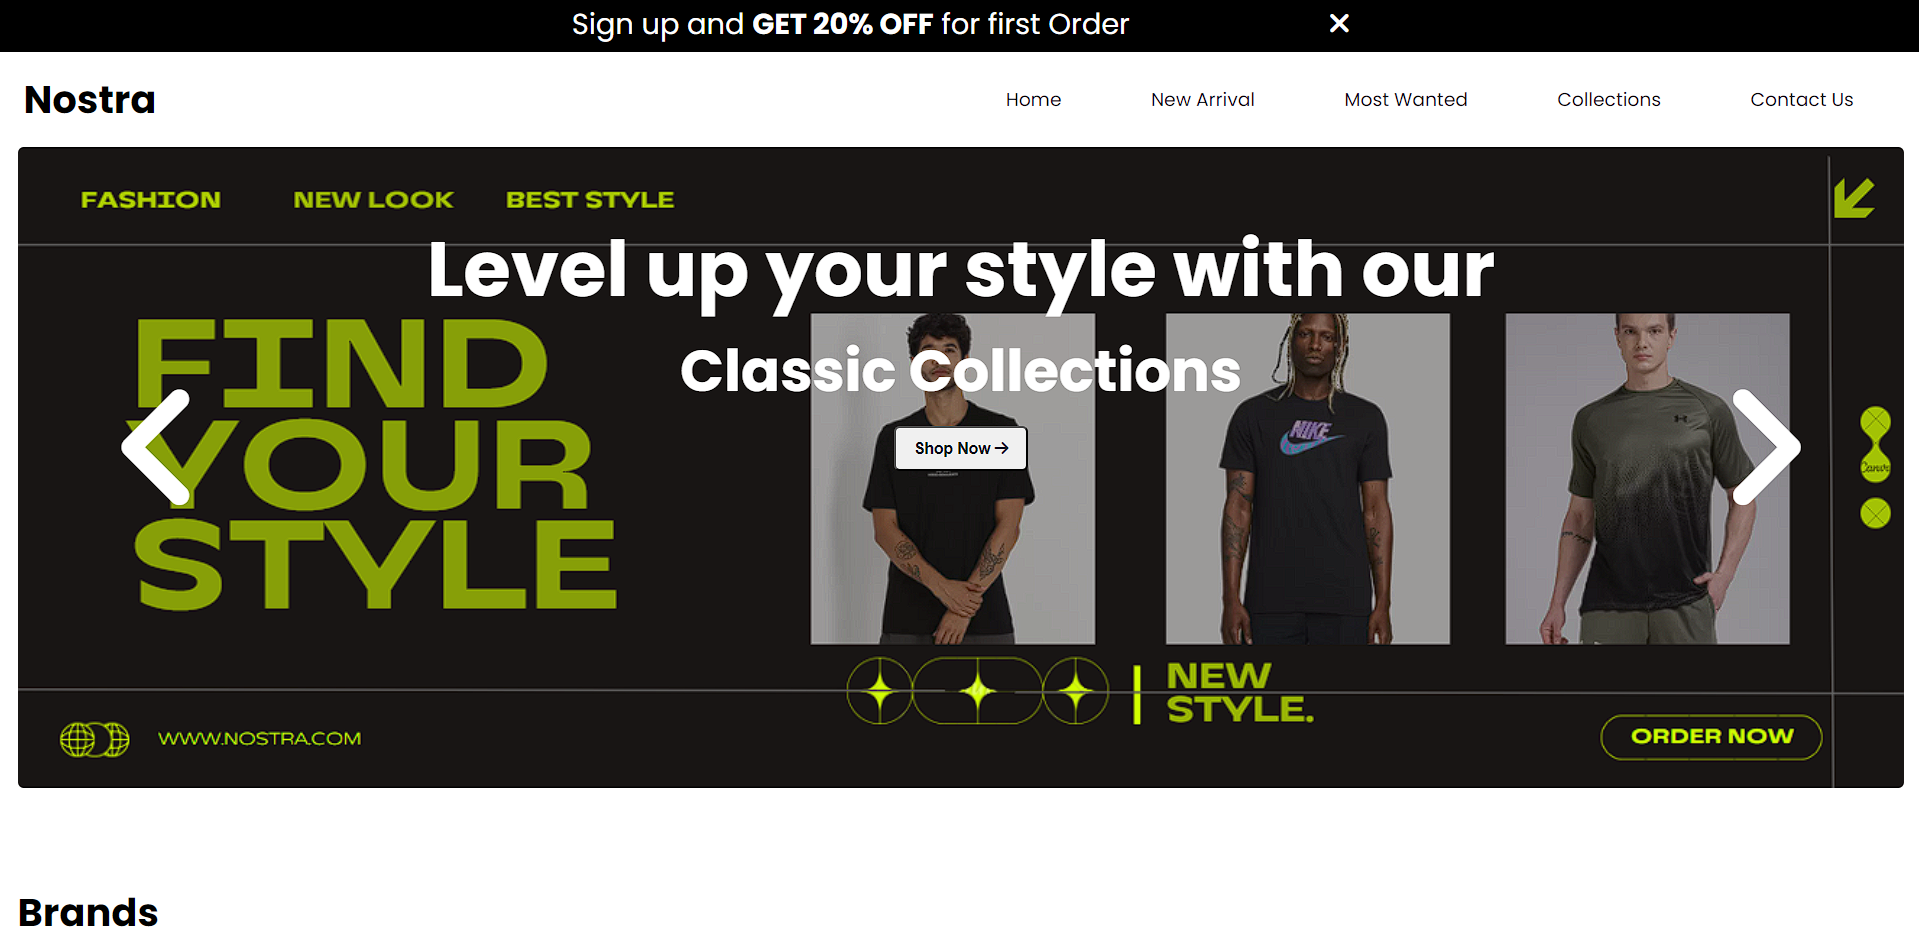 Sign up and GET 20% OFF for first Order
Nostra
Home
New Arrival
Most Wanted
Collections
Contact Us
FASHION
NEW LOOK
BEST STYLE
Level up your style with our
Classic Collections
Shop Now
FIND
YOUR
STYLE
NIKE
Canva
NEW
STYLE.
WWW.NOSTRA.COM
ORDER NOW
Brands